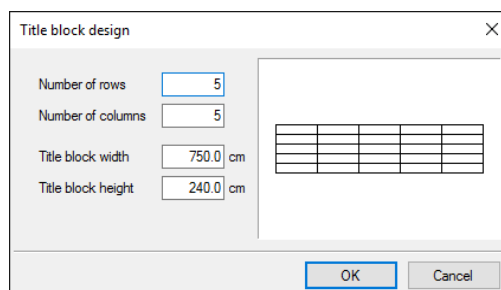 Title block design
Number of rows 5
Number of columns 5
Title block width 750.0 cm
Title block height 240.0 cm
OK Cancel